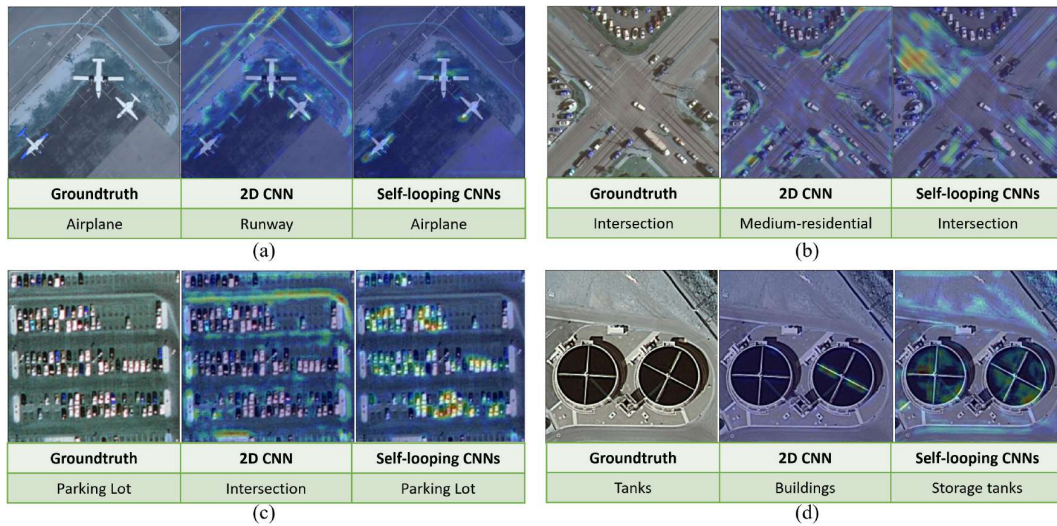 Groundtruth 2D CNN Self-looping CNNs
Airplane Runway Airplane
(a)
Groundtruth 2D CNN Self-looping CNNs
Intersection Medium-residential Intersection
(b)
Groundtruth 2D CNN Self-looping CNNs
Parking Lot Intersection Parking Lot
(c)
Groundtruth 2D CNN Self-looping CNNs
Tanks Buildings Storage tanks
(d)